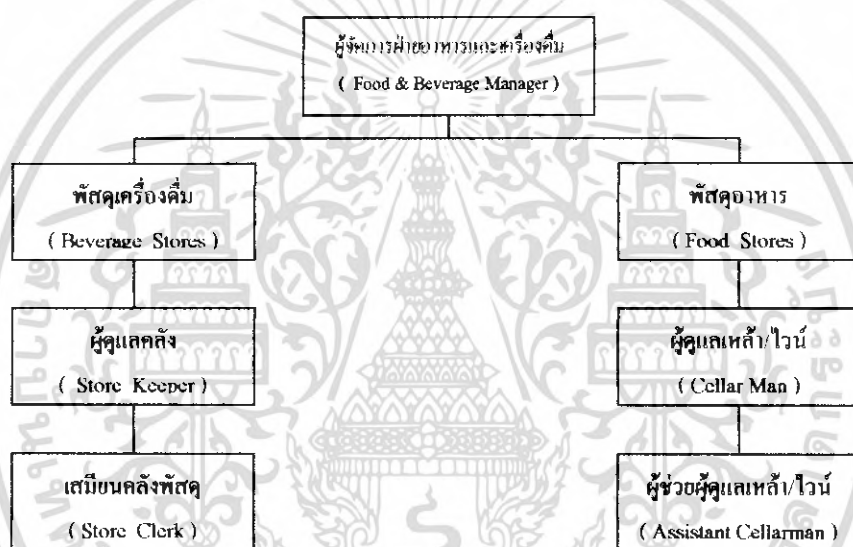 ผู้จัดการฝ่ายอาหารและเครื่องดื่ม
( Food & Beverage Manager )
พัสดุเครื่องดื่ม
( Beverage Stores )
พัสดุอาหาร
( Food Stores )
ผู้ดูแลคลัง
( Store Keeper )
ผู้ดูแลเหล้า/ไวน์
( Cellar Man )
เสมียนคลังพัสดุ
( Store Clerk )
ผู้ช่วยผู้ดูแลเหล้า/ไวน์
( Assistant Cellarman )